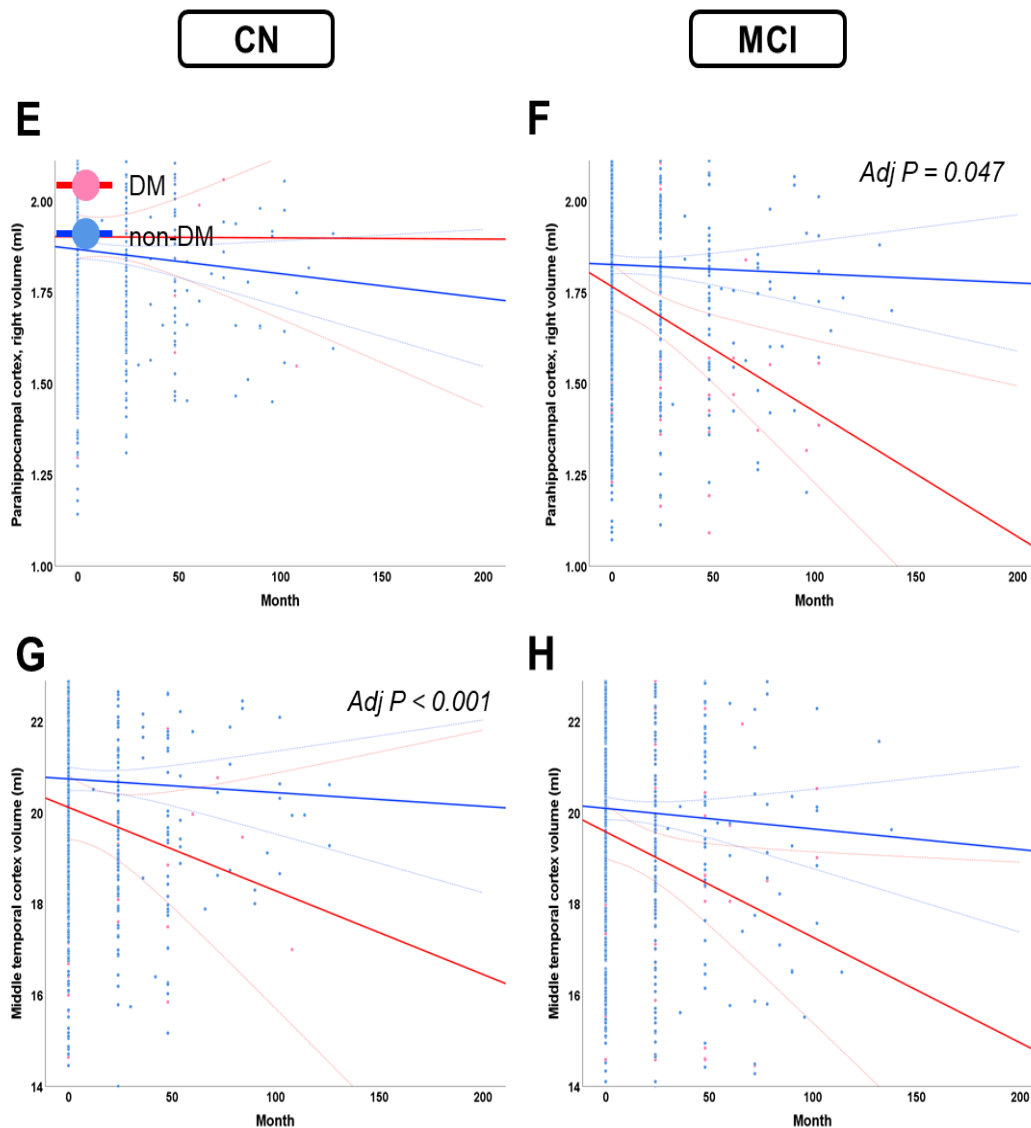 CN
MCI
E
Parahippocampal cortex, right volume (ml)
2.00
1.75
1.50
1.25
1.00
DM
non-DM
0
50
100
150
200
Month
F
Adj P = 0.047
Parahippocampal cortex, right volume (ml)
2.00
1.75
1.50
1.25
1.00
0
50
100
150
200
Month
G
Adj P < 0.001
Middle temporal cortex volume (ml)
22
20
18
16
14
0
50
100
150
200
Month
H
Middle temporal cortex volume (ml)
22
20
18
16
14
0
50
100
150
200
Month